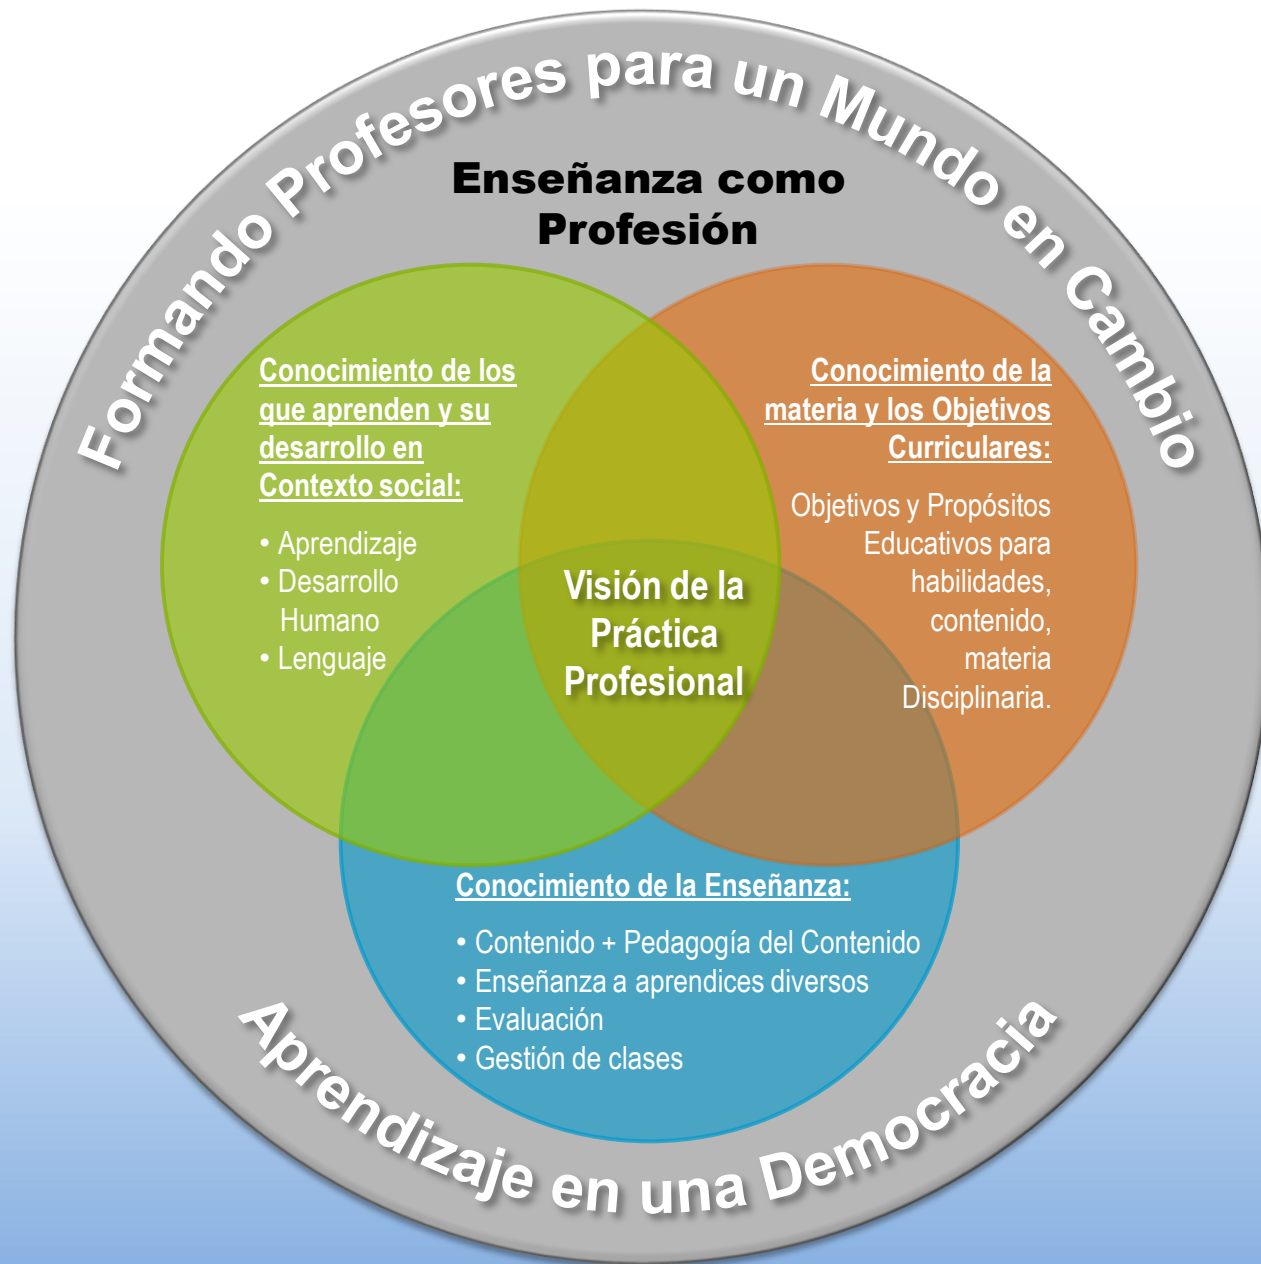 Formando Profesores para un Mundo en Cambio
Enseñanza como
Profesión
Conocimiento de los
que aprenden y su
desarrollo en
Contexto social:
• Aprendizaje
• Desarrollo
Humano
• Lenguaje
Conocimiento de la
materia y los Objetivos
Curriculares:
Objetivos y Propósitos
Educativos para
habilidades,
contenido,
materia
Disciplinaria.
Visión de la
Práctica
Profesional
Conocimiento de la Enseñanza:
• Contenido + Pedagogía del Contenido
• Enseñanza a aprendices diversos
• Evaluación
• Gestión de clases
Aprendizaje en una Democracia